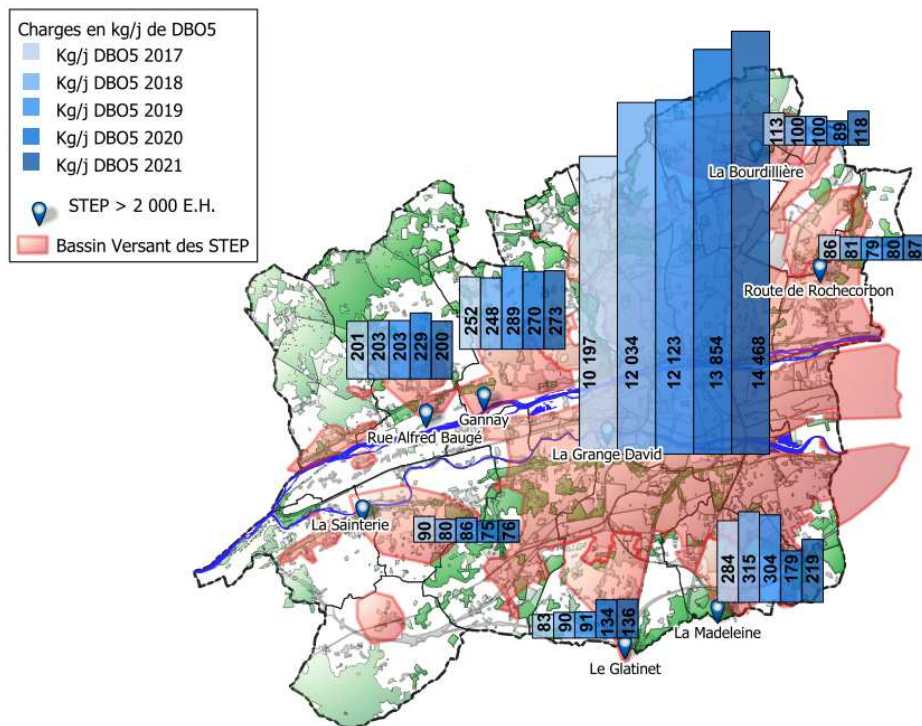 Charges en kg/j de DBO5
Kg/j DBO5 2017
Kg/j DBO5 2018
Kg/j DBO5 2019
Kg/j DBO5 2020
Kg/j DBO5 2021
STEP > 2 000 E.H.
Bassin Versant des STEP
113
100
100
89
118
La Bourdillière
86
81
79
80
87
Route de Rochecorbon
252
248
289
270
273
Gannay
201
203
203
229
200
Rue Alfred Baugé
10 197
12 034
12 123
13 854
14 468
La Grange David
La Sainterie
90
80
86
75
76
284
315
304
179
219
La Madeleine
83
90
91
134
136
Le Glatinet